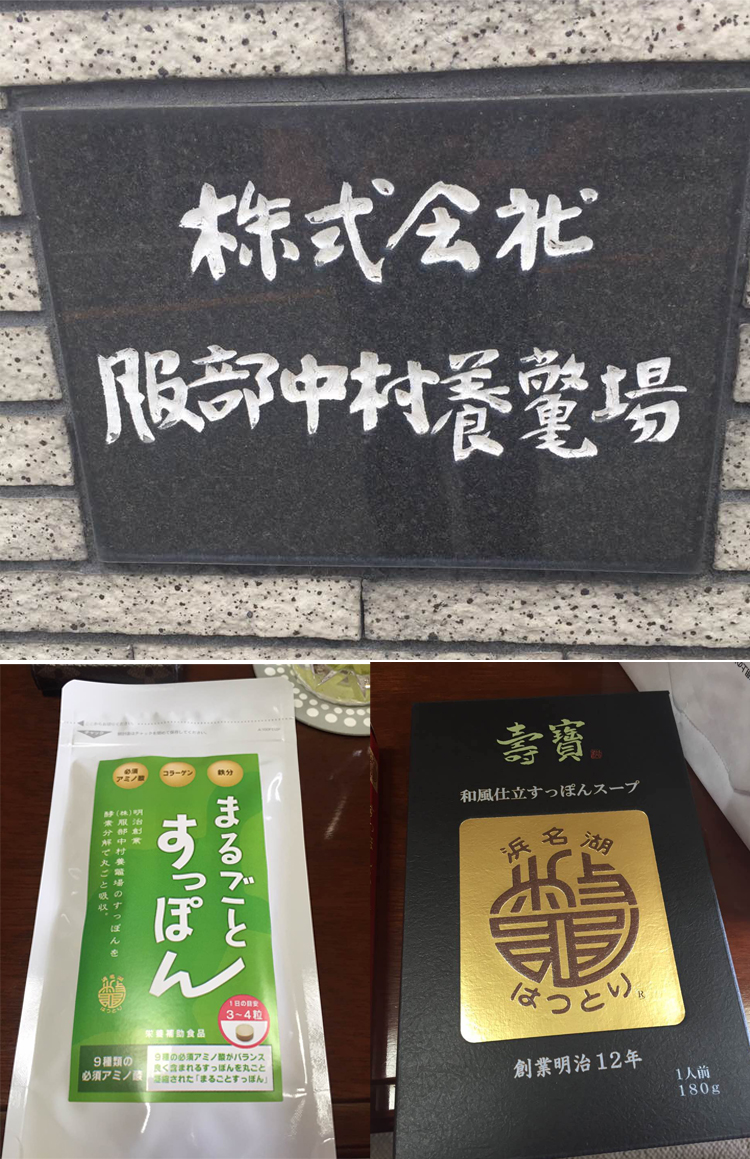 株式会社
服部中村養鼈場
必須
アミノ酸
コラーゲン
鉄分
まるごと
すっぽん
明治創業
(株)服部中村養鼈場のすっぽんを
酵素分解で丸ごと吸収。
1日の目安
3~4粒
栄養補助食品
9種類の
必須アミノ酸
9種の必須アミノ酸がバランス
良く含まれるすっぽんを丸ごと
凝縮された「まるごとすっぽん」
壽寶
和風仕立すっぽんスープ
浜名湖
はっとり
R
創業明治12年
1人前
180g